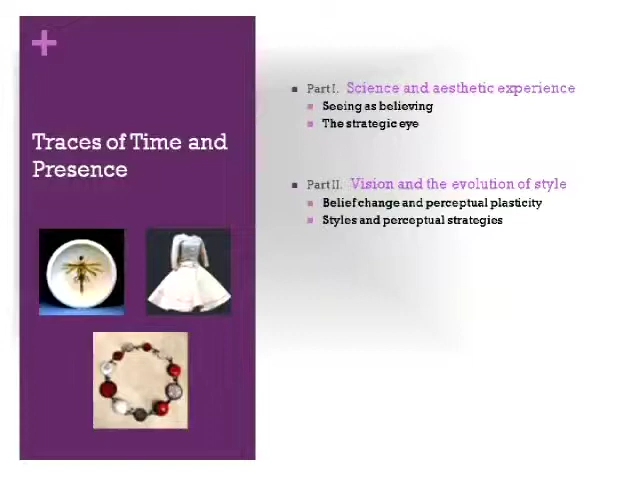 +
Traces of Time and
Presence
Part I. Science and aesthetic experience
Seeing as believing
The strategic eye
Part II. Vision and the evolution of style
Belief change and perceptual plasticity
Styles and perceptual strategies